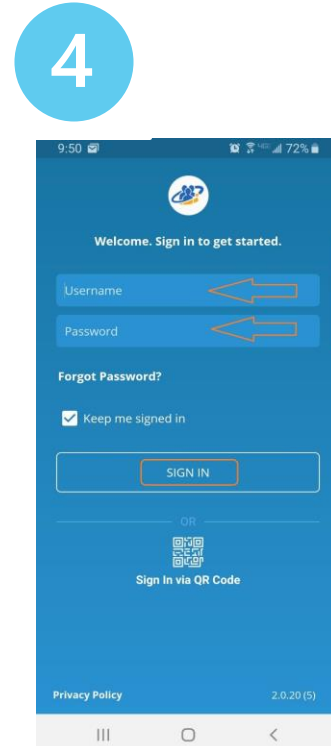 4
9:50 72%
Welcome. Sign in to get started.
Username
Password
Forgot Password?
Keep me signed in
SIGN IN
OR
Sign In via QR Code
Privacy Policy 2.0.20 (5)